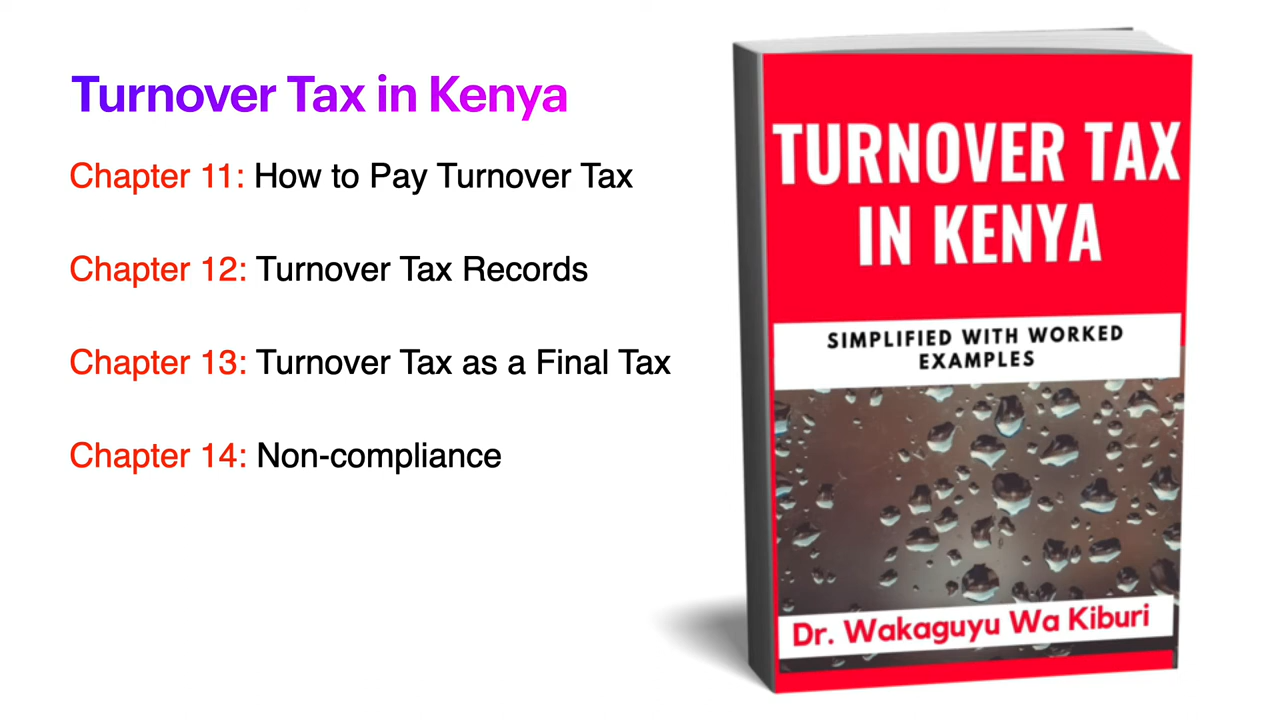 Turnover Tax in Kenya
Chapter 11: How to Pay Turnover Tax
Chapter 12: Turnover Tax Records
Chapter 13: Turnover Tax as a Final Tax
Chapter 14: Non-compliance
TURNOVER TAX
IN KENYA
SIMPLIFIED WITH WORKED
EXAMPLES
Dr. Wakaguyu Wa Kiburi